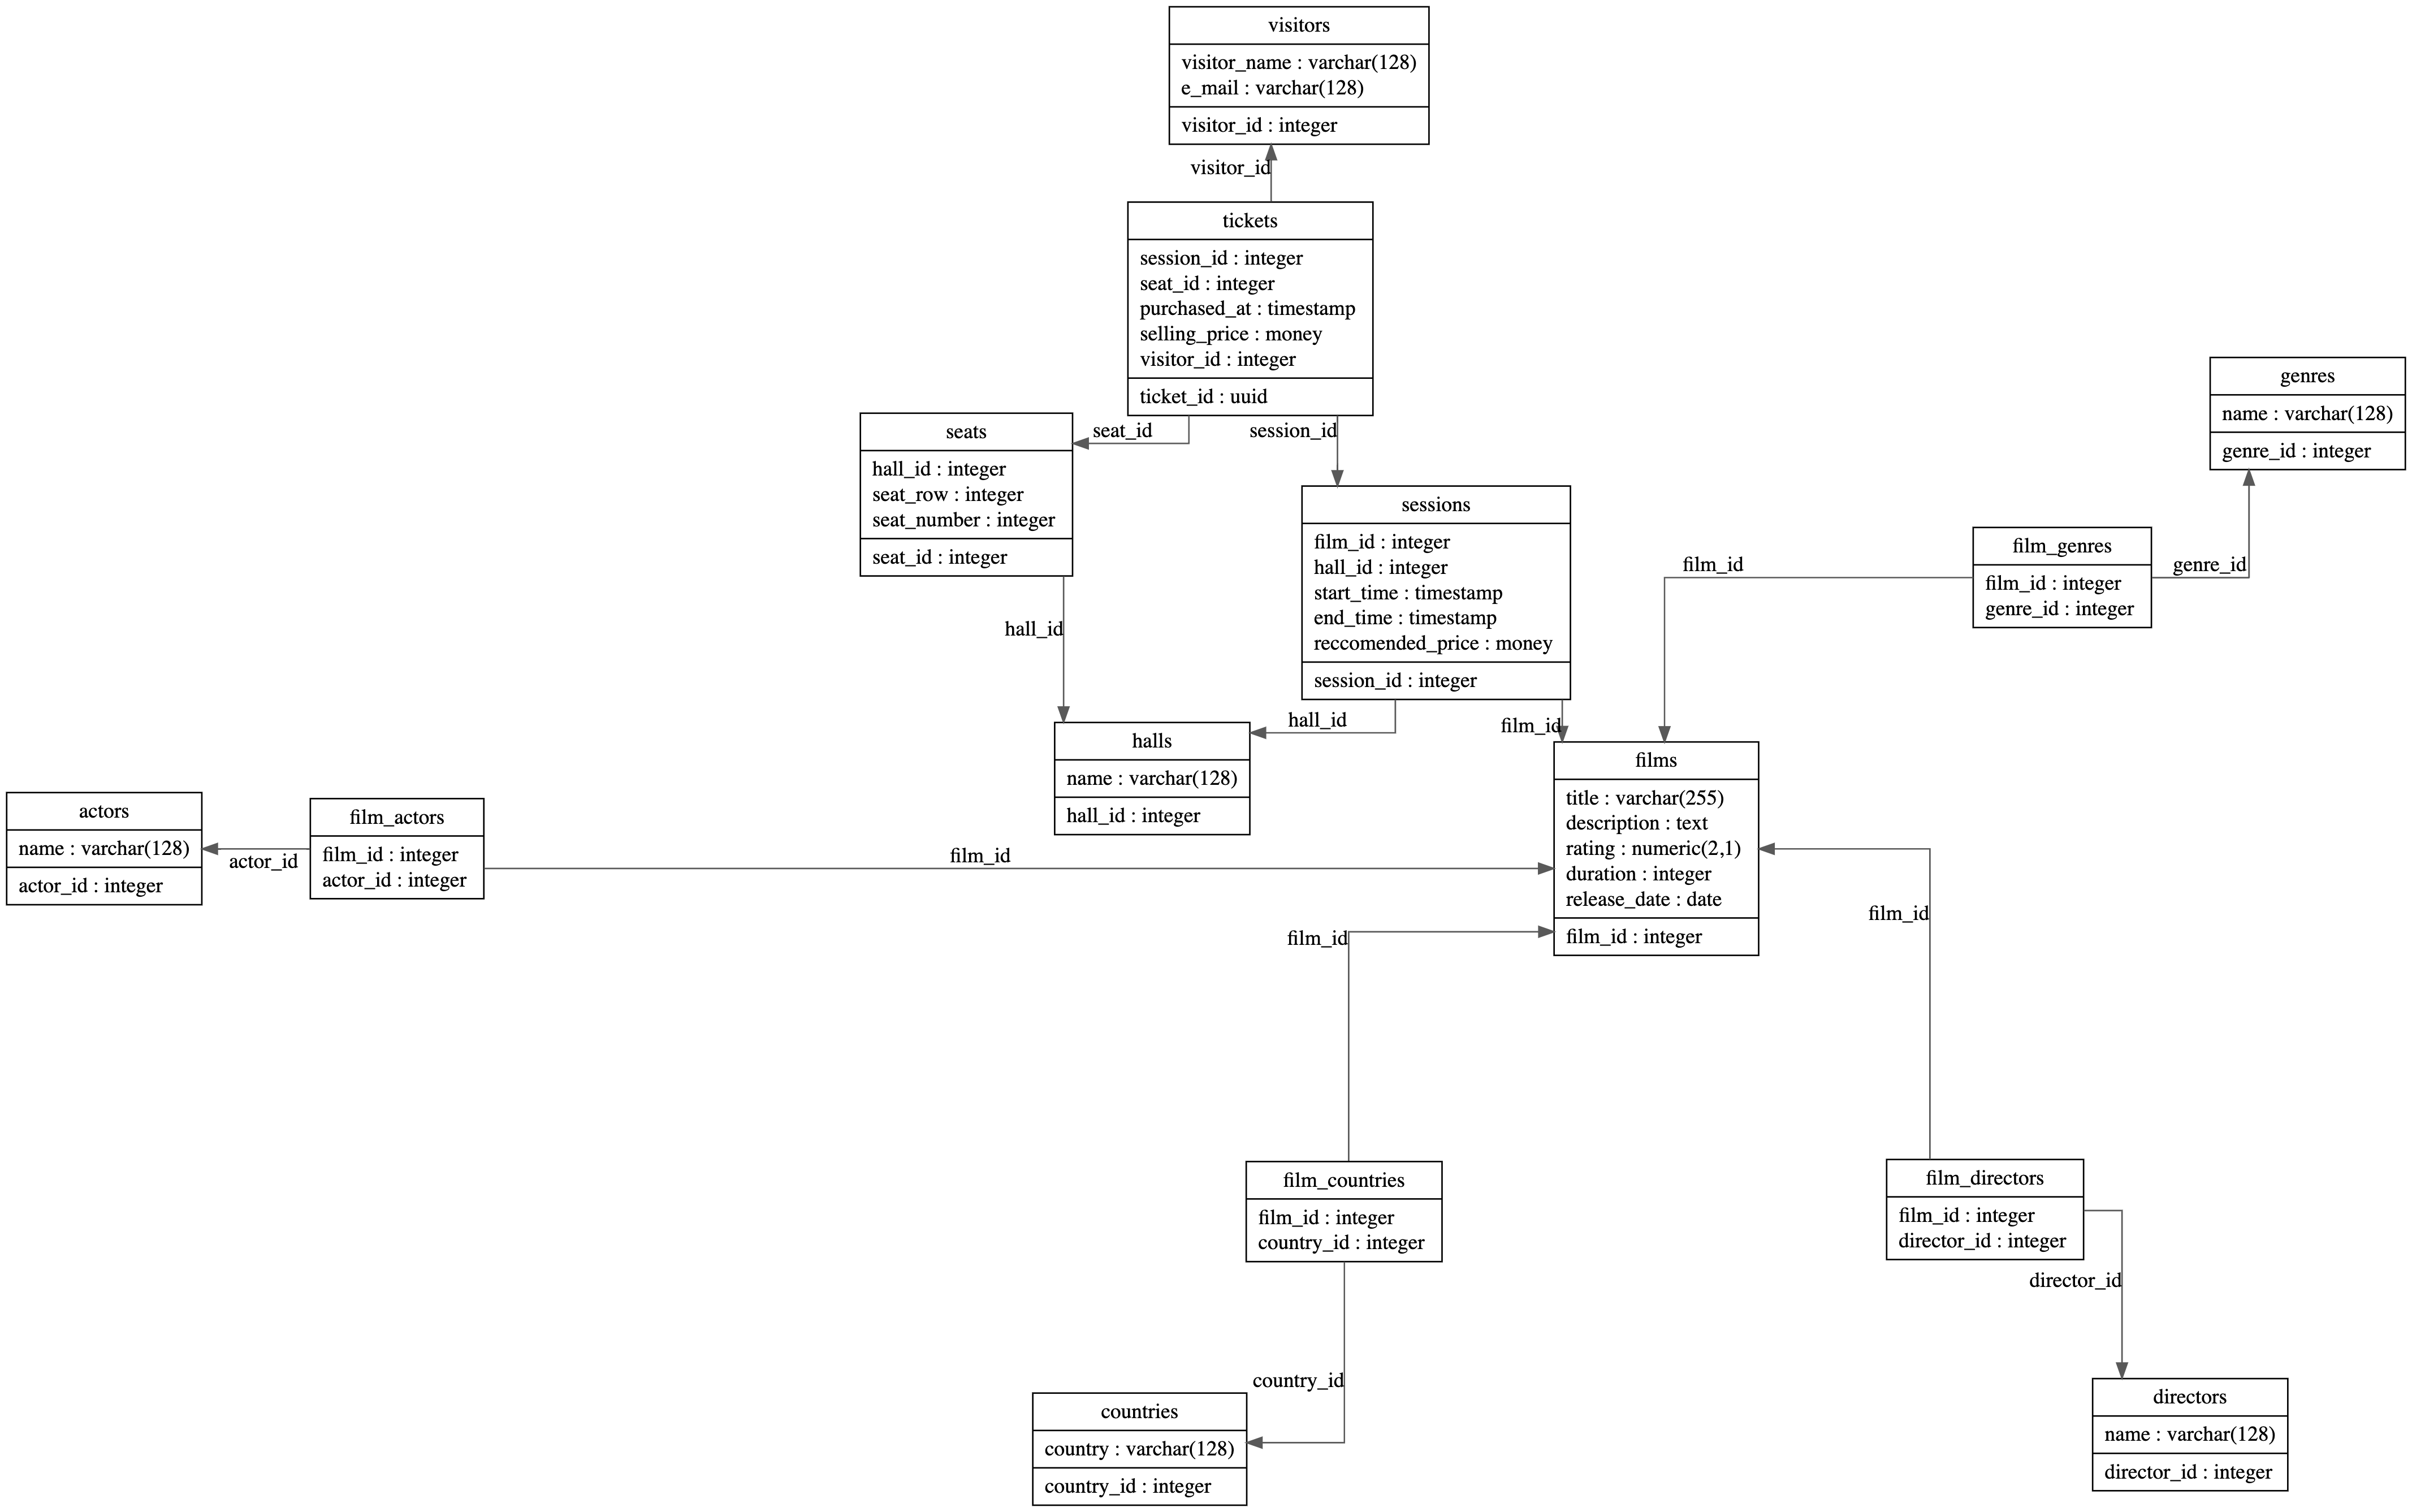 visitors
visitor_name : varchar(128)
e_mail : varchar(128)
visitor_id : integer
visitor_id
tickets
session_id : integer
seat_id : integer
purchased_at : timestamp
selling_price : money
visitor_id : integer
ticket_id : uuid
seat_id
session_id
seats
hall_id : integer
seat_row : integer
seat_number : integer
seat_id : integer
genres
name : varchar(128)
genre_id : integer
sessions
film_id : integer
hall_id : integer
start_time : timestamp
end_time : timestamp
reccomended_price : money
session_id : integer
film_genres
film_id : integer
genre_id : integer
film_id
genre_id
hall_id
hall_id
film_id
halls
name : varchar(128)
hall_id : integer
films
title : varchar(255)
description : text
rating : numeric(2,1)
duration : integer
release_date : date
film_id : integer
actors
name : varchar(128)
actor_id : integer
actor_id
film_actors
film_id : integer
actor_id : integer
film_id
film_id
film_id
film_countries
film_id : integer
country_id : integer
film_directors
film_id : integer
director_id : integer
director_id
country_id
countries
country : varchar(128)
country_id : integer
directors
name : varchar(128)
director_id : integer